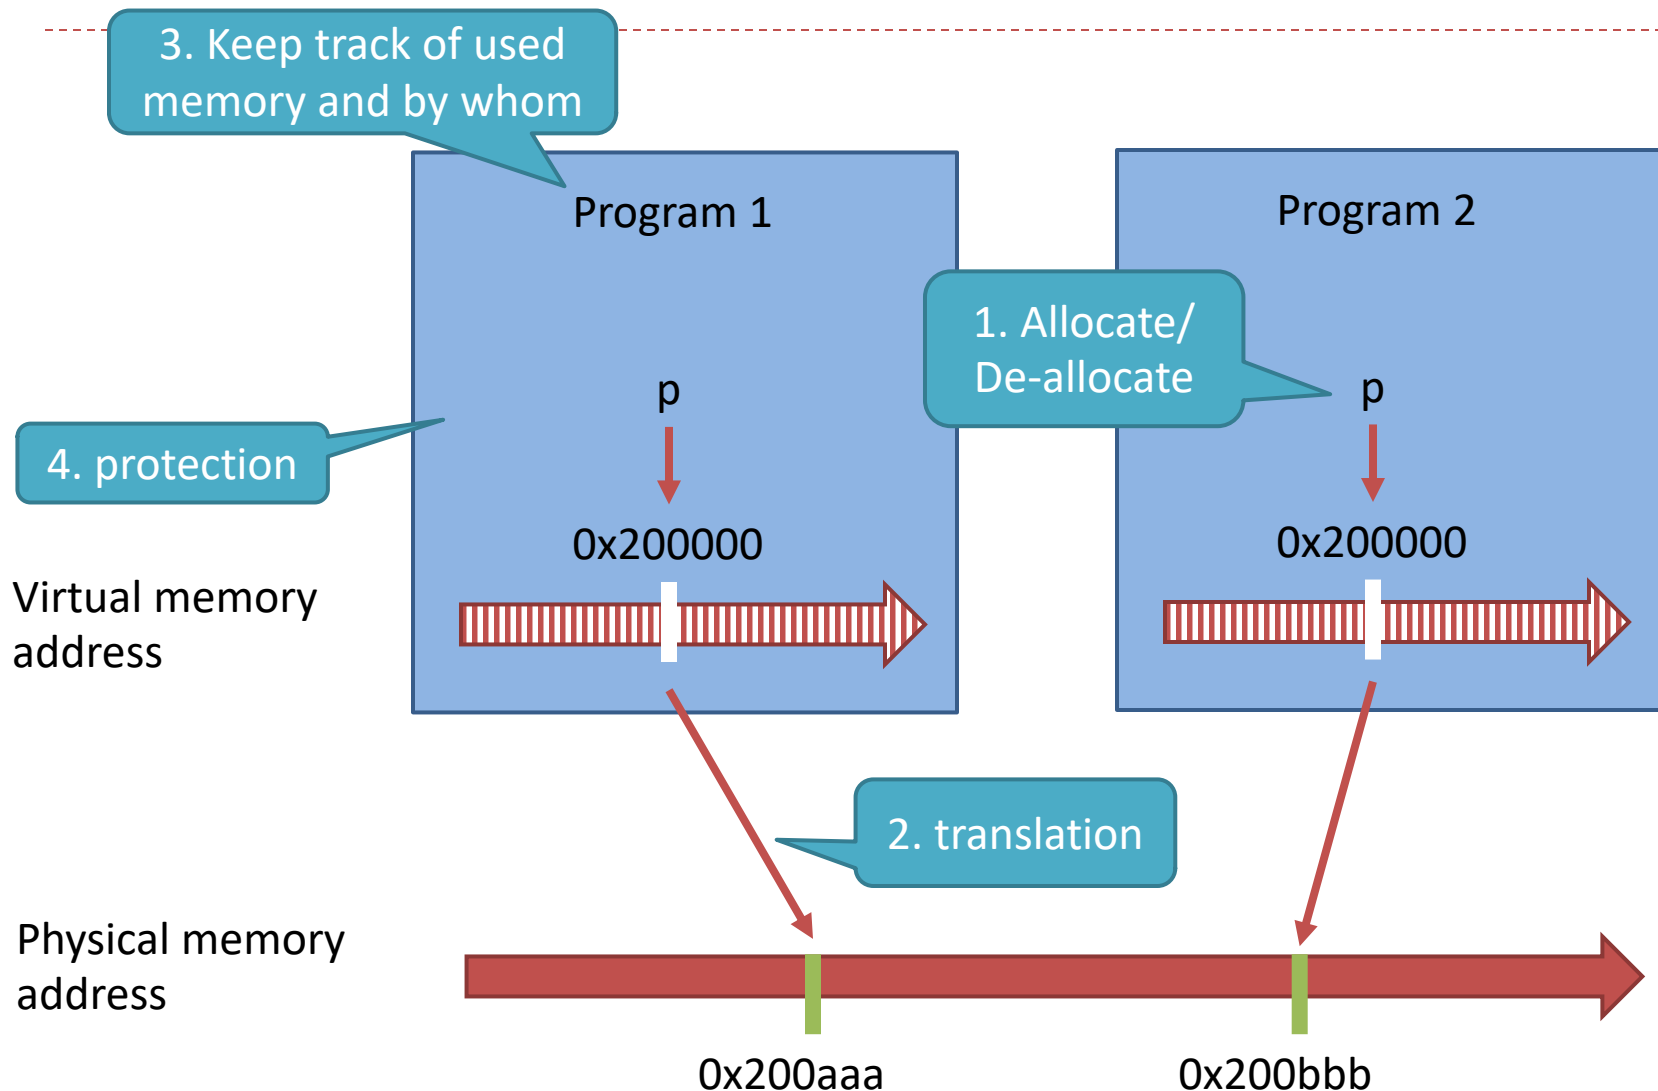 3. Keep track of used
memory and by whom
Program 1
Program 2
1. Allocate/
De-allocate
p
p
4. protection
0x200000
0x200000
Virtual memory
address
2. translation
Physical memory
address
0x200aaa
0x200bbb